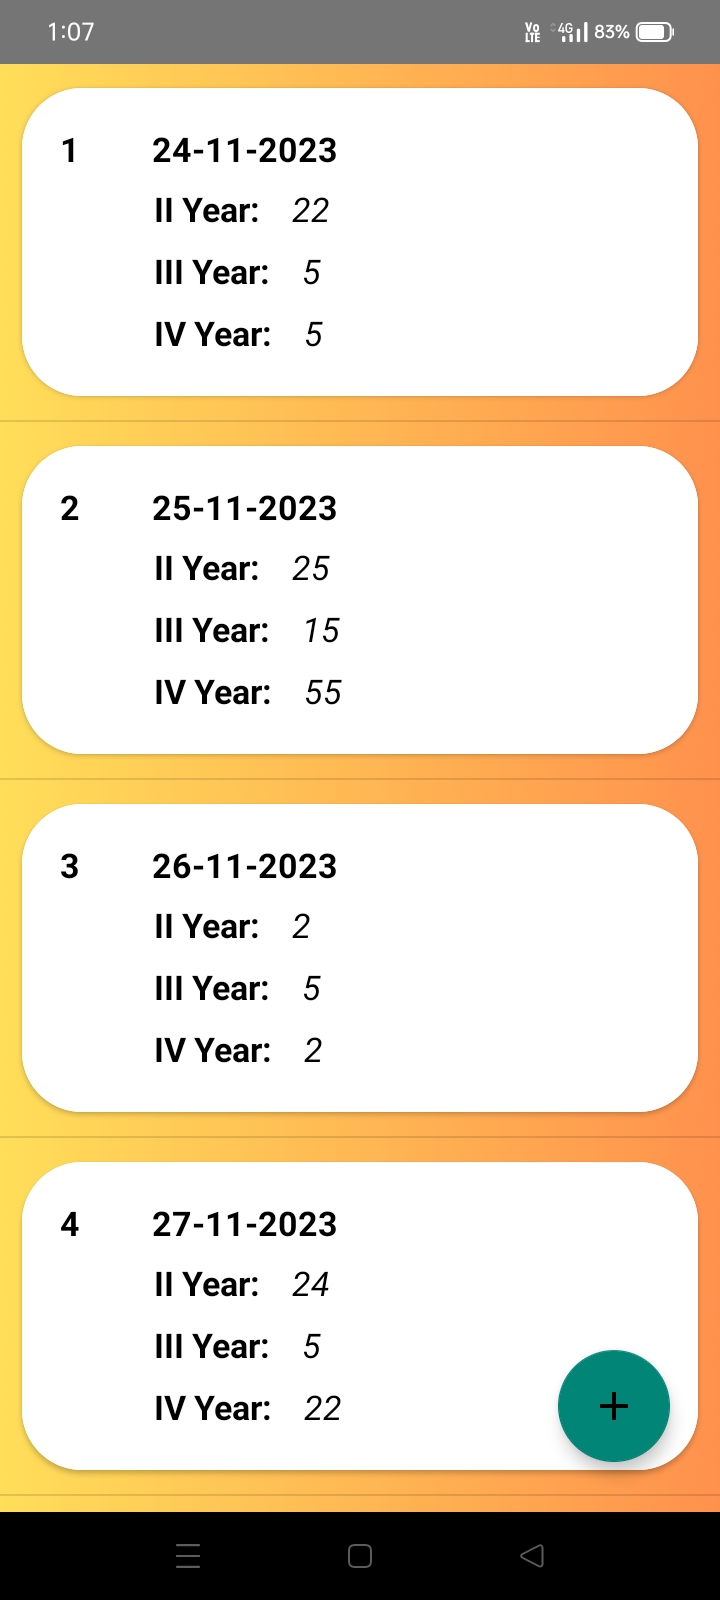 1:07 Vo LTE 4G 83%
1 24-11-2023
II Year: 22
III Year: 5
IV Year: 5
2 25-11-2023
II Year: 25
III Year: 15
IV Year: 55
3 26-11-2023
II Year: 2
III Year: 5
IV Year: 2
4 27-11-2023
II Year: 24
III Year: 5
IV Year: 22
+